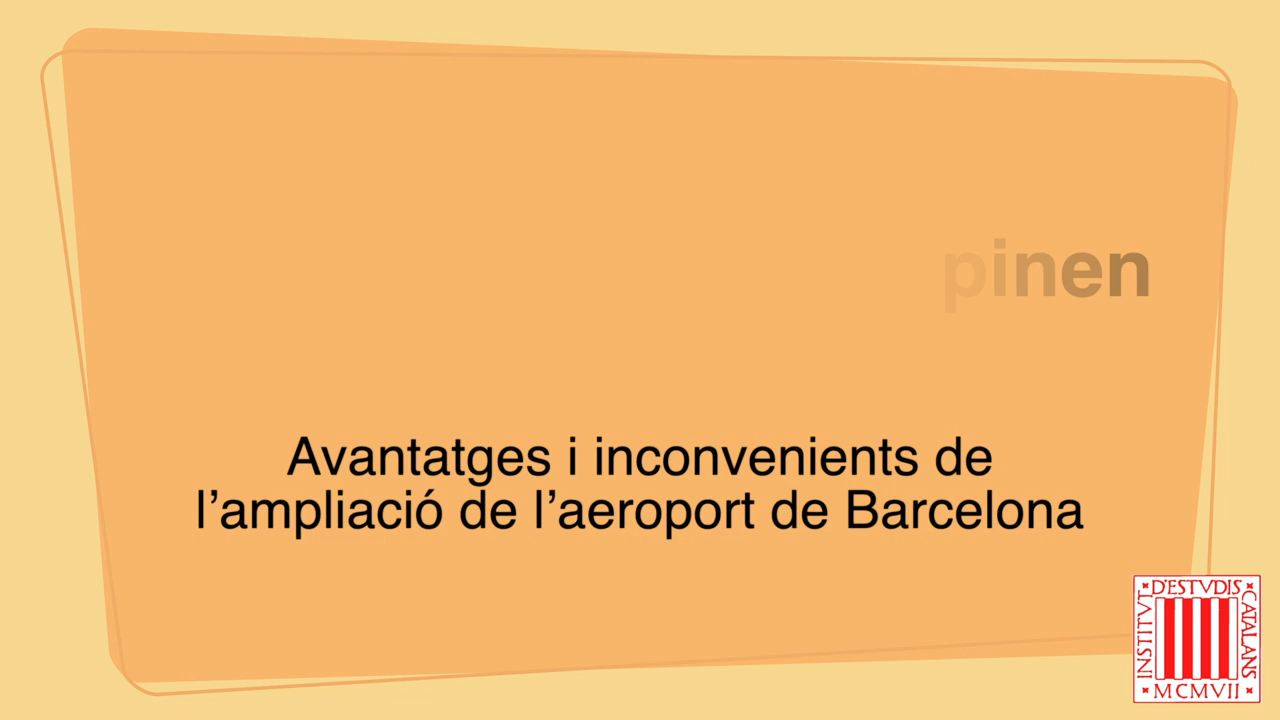 pinen
Avantatges i inconvenients de
l’ampliació de l’aeroport de Barcelona
INSTITVT
D'ESTVDIS
CATALANS
MCMVII